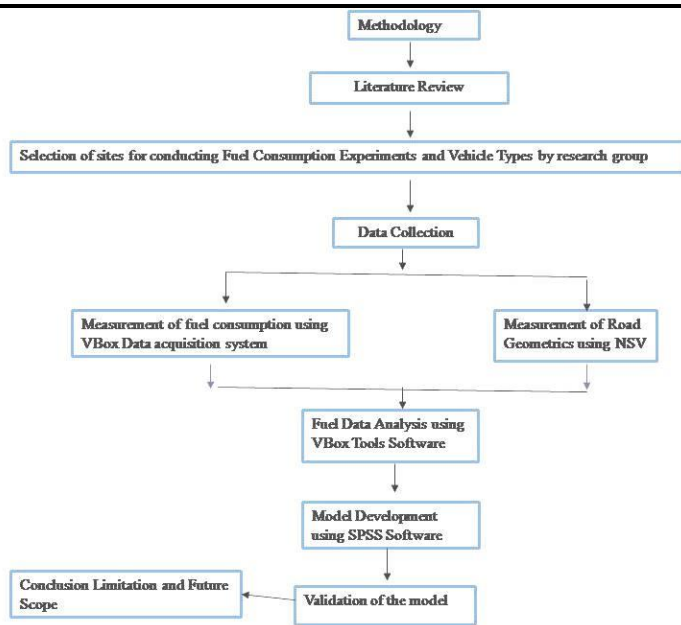 Methodology
Literature Review
Selection of sites for conducting Fuel Consumption Experiments and Vehicle Types by research group
Data Collection
Measurement of fuel consumption using
VBox Data acquisition system
Measurement of Road
Geometrics using NSV
Fuel Data Analysis using
VBox Tools Software
Model Development
using SPSS Software
Validation of the model
Conclusion Limitation and Future
Scope